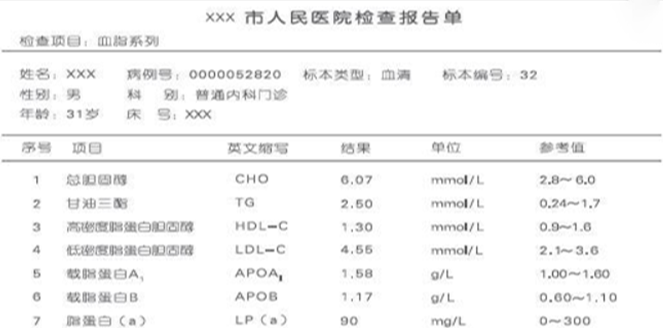 XXX 市人民医院检查报告单
检查项目：血脂系列
姓名：XXX 病例号：0000052820 标本类型：血清 标本编号：32
性别：男 科 别：普通内科门诊
年龄：31岁 床 号：XXX
序号 项目 英文缩写 结果 单位 参考值
1 总胆固醇 CHO 6.07 mmol/L 2.8～6.0
2 甘油三酯 TG 2.50 mmol/L 0.24～1.7
3 高密度脂蛋白胆固醇 HDL-C 1.30 mmol/L 0.9～1.6
4 低密度脂蛋白胆固醇 LDL-C 4.55 mmol/L 2.1～3.6
5 载脂蛋白A₁ APOA₁ 1.58 g/L 1.00～1.60
6 载脂蛋白B APOB 1.17 g/L 0.60～1.10
7 脂蛋白（a） LP（a） 90 mg/L 0～300